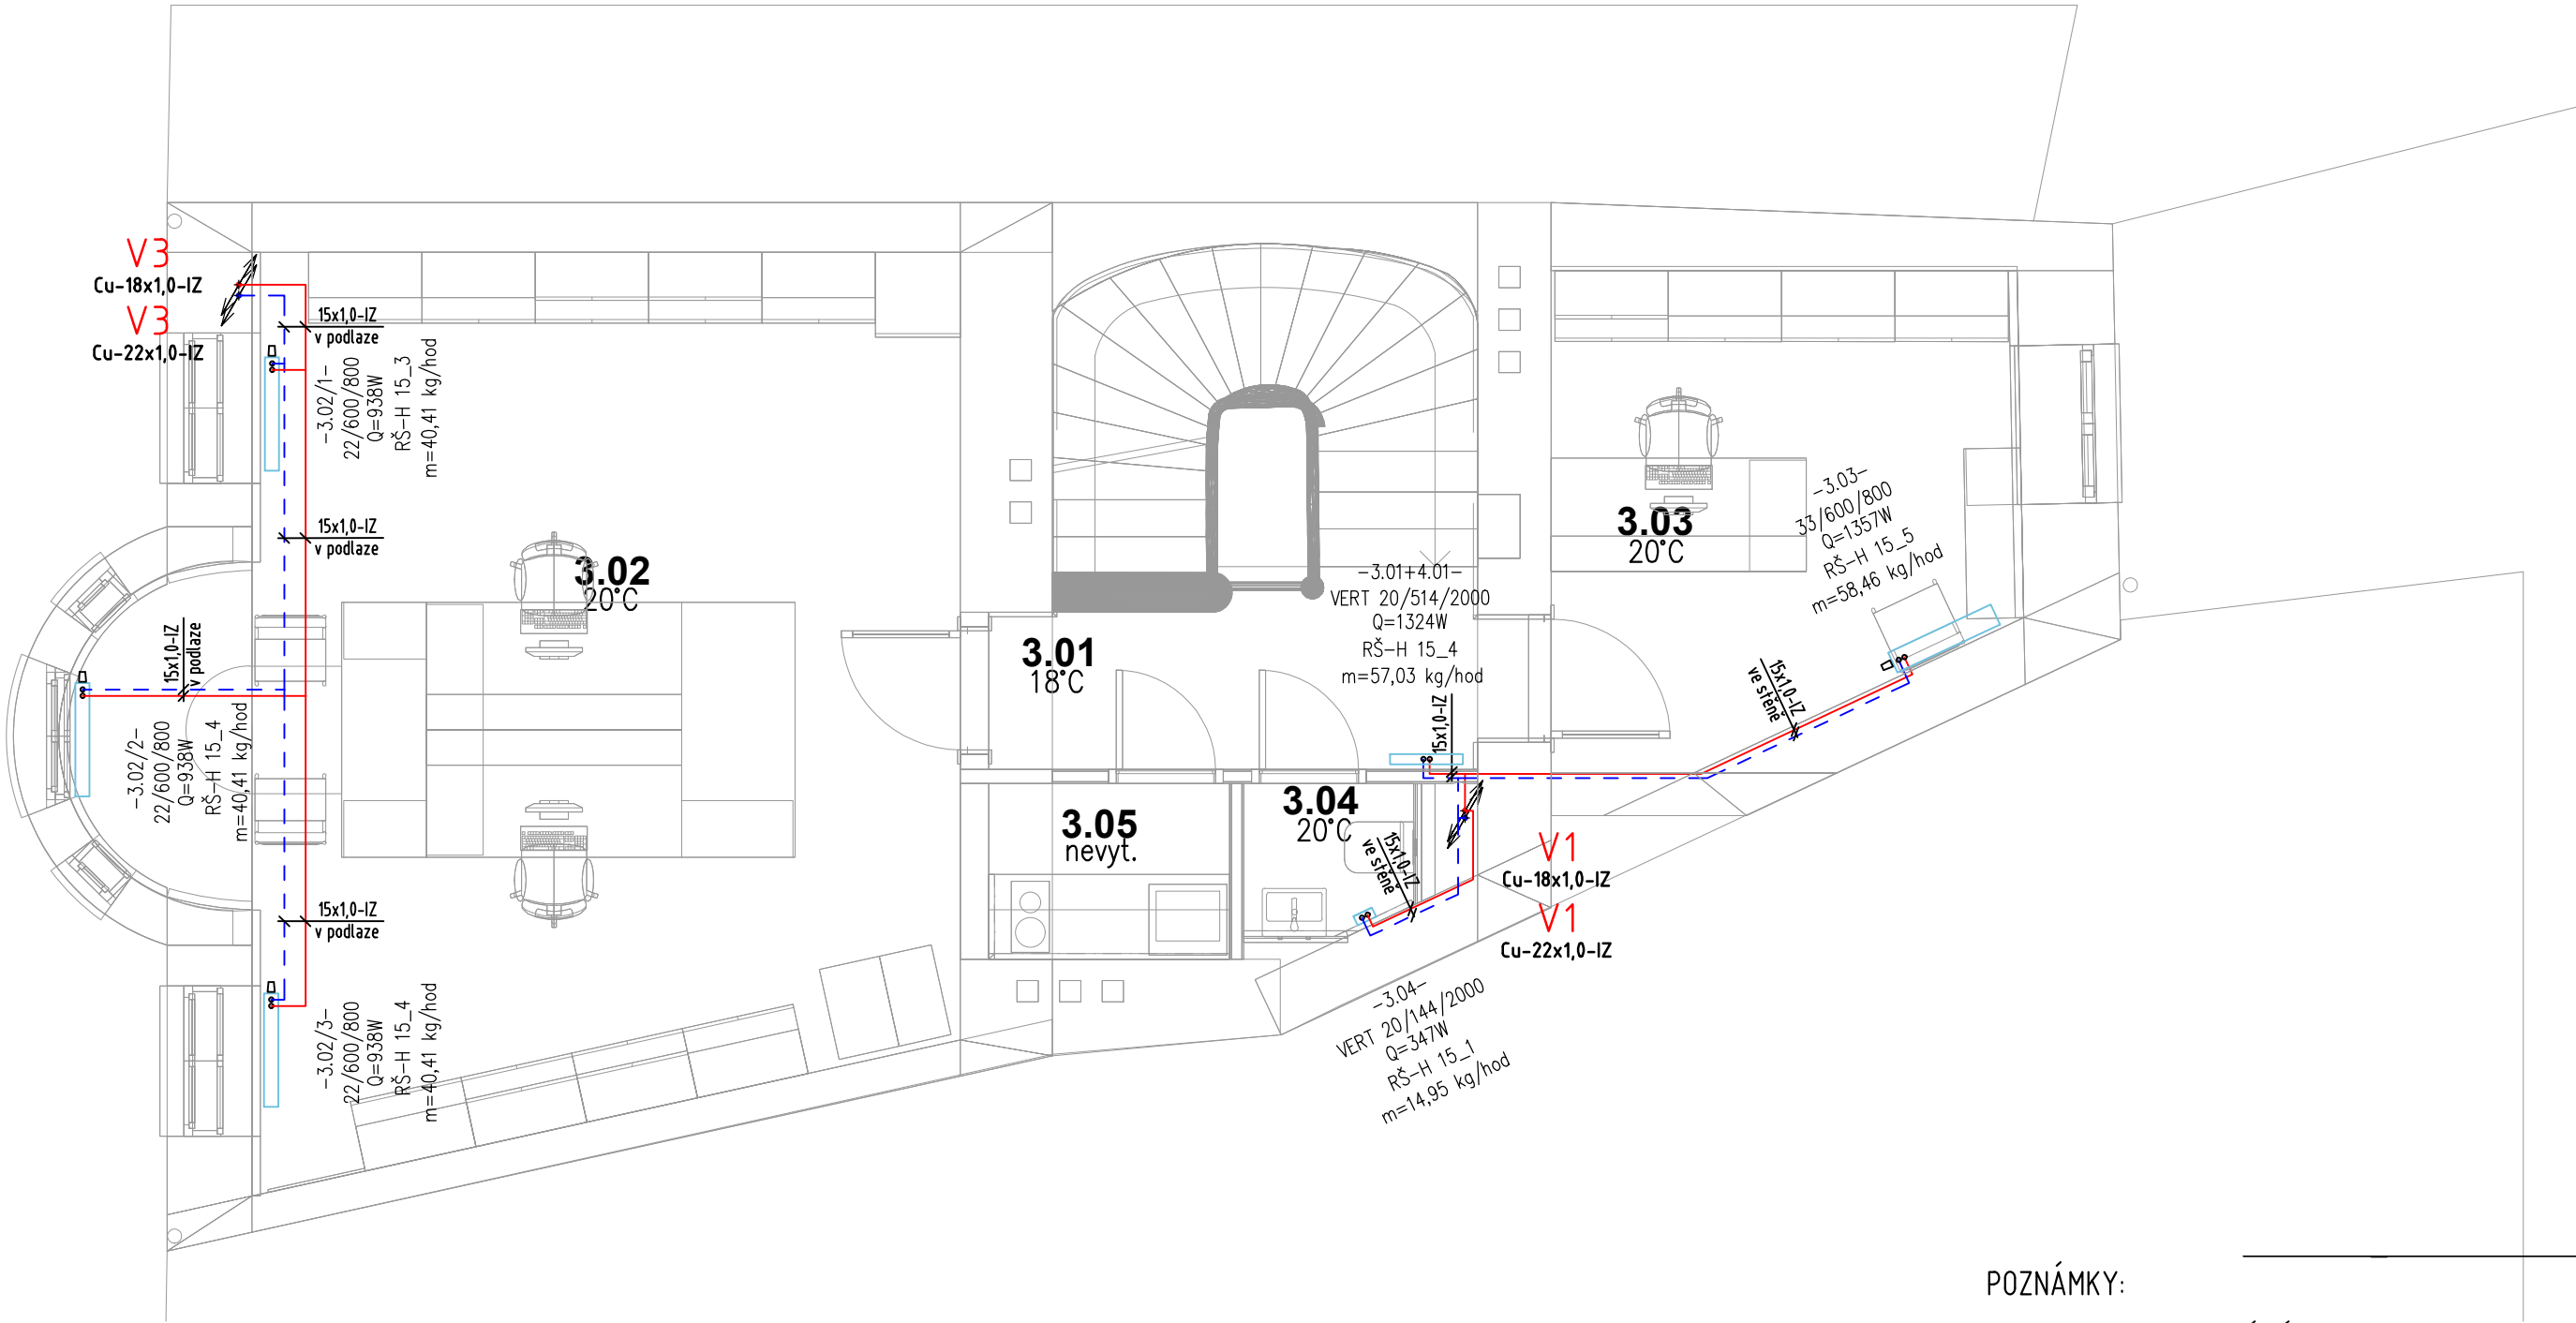 V3
Cu-18x1,0-IZ
V3
Cu-22x1,0-IZ
15x1,0-IZ
v podlaze
-3.02/1-
22/600/800
Q=938W
RŠ-H 15_3
m=40,41 kg/hod
15x1,0-IZ
v podlaze
3.02
20°C
15x1,0-IZ
v podlaze
-3.02/2-
22/600/800
Q=938W
RŠ-H 15_4
m=40,41 kg/hod
15x1,0-IZ
v podlaze
-3.02/3-
22/600/800
Q=938W
RŠ-H 15_4
m=40,41 kg/hod
3.01
18°C
-3.01+4.01-
VERT 20/514/2000
Q=1324W
RŠ-H 15_4
m=57,03 kg/hod
15x1,0-IZ
3.03
20°C
-3.03-
33/600/800
Q=1357W
RŠ-H 15_5
m=58,46 kg/hod
15x1,0-IZ
ve stěně
3.05
nevyt.
3.04
20°C
15x1,0-IZ
ve stěně
V1
Cu-18x1,0-IZ
V1
Cu-22x1,0-IZ
-3.04-
VERT 20/144/2000
Q=347W
RŠ-H 15_1
m=14,95 kg/hod
POZNÁMKY: